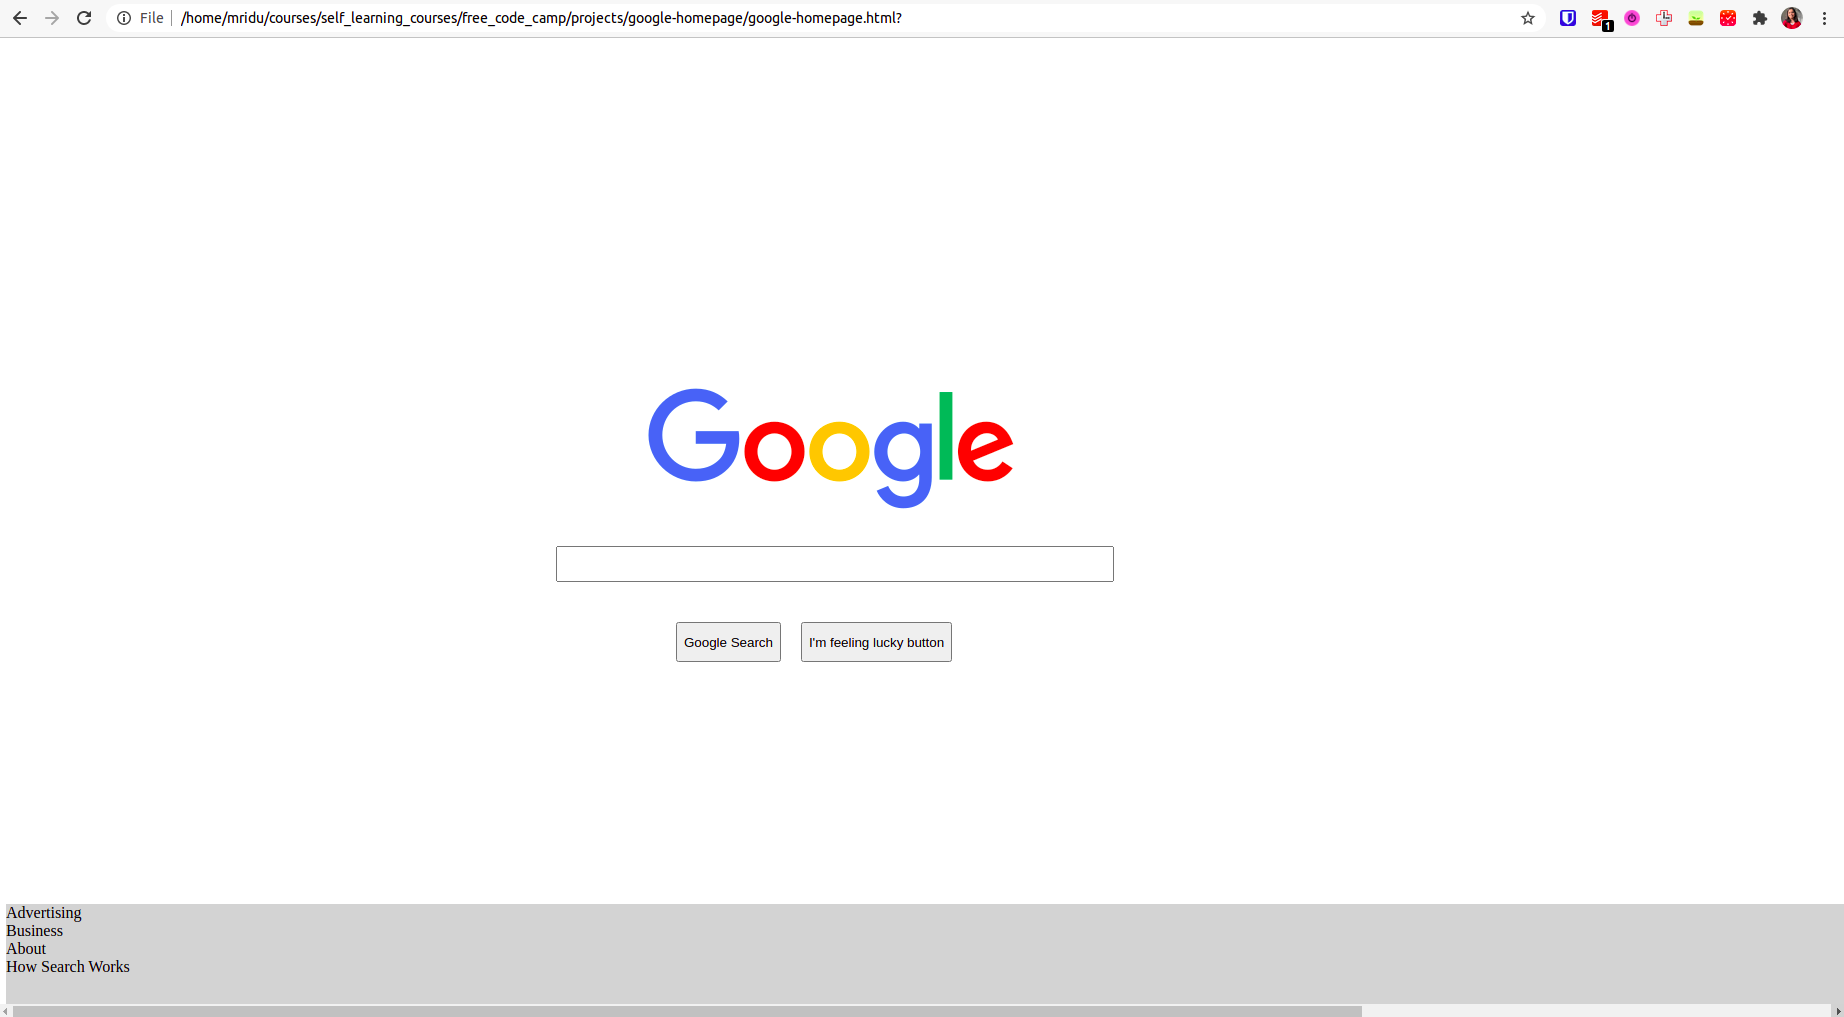 File
/home/mridu/courses/self_learning_courses/free_code_camp/projects/google-homepage/google-homepage.html?
1
Google
Google Search
I'm feeling lucky button
Advertising
Business
About
How Search Works